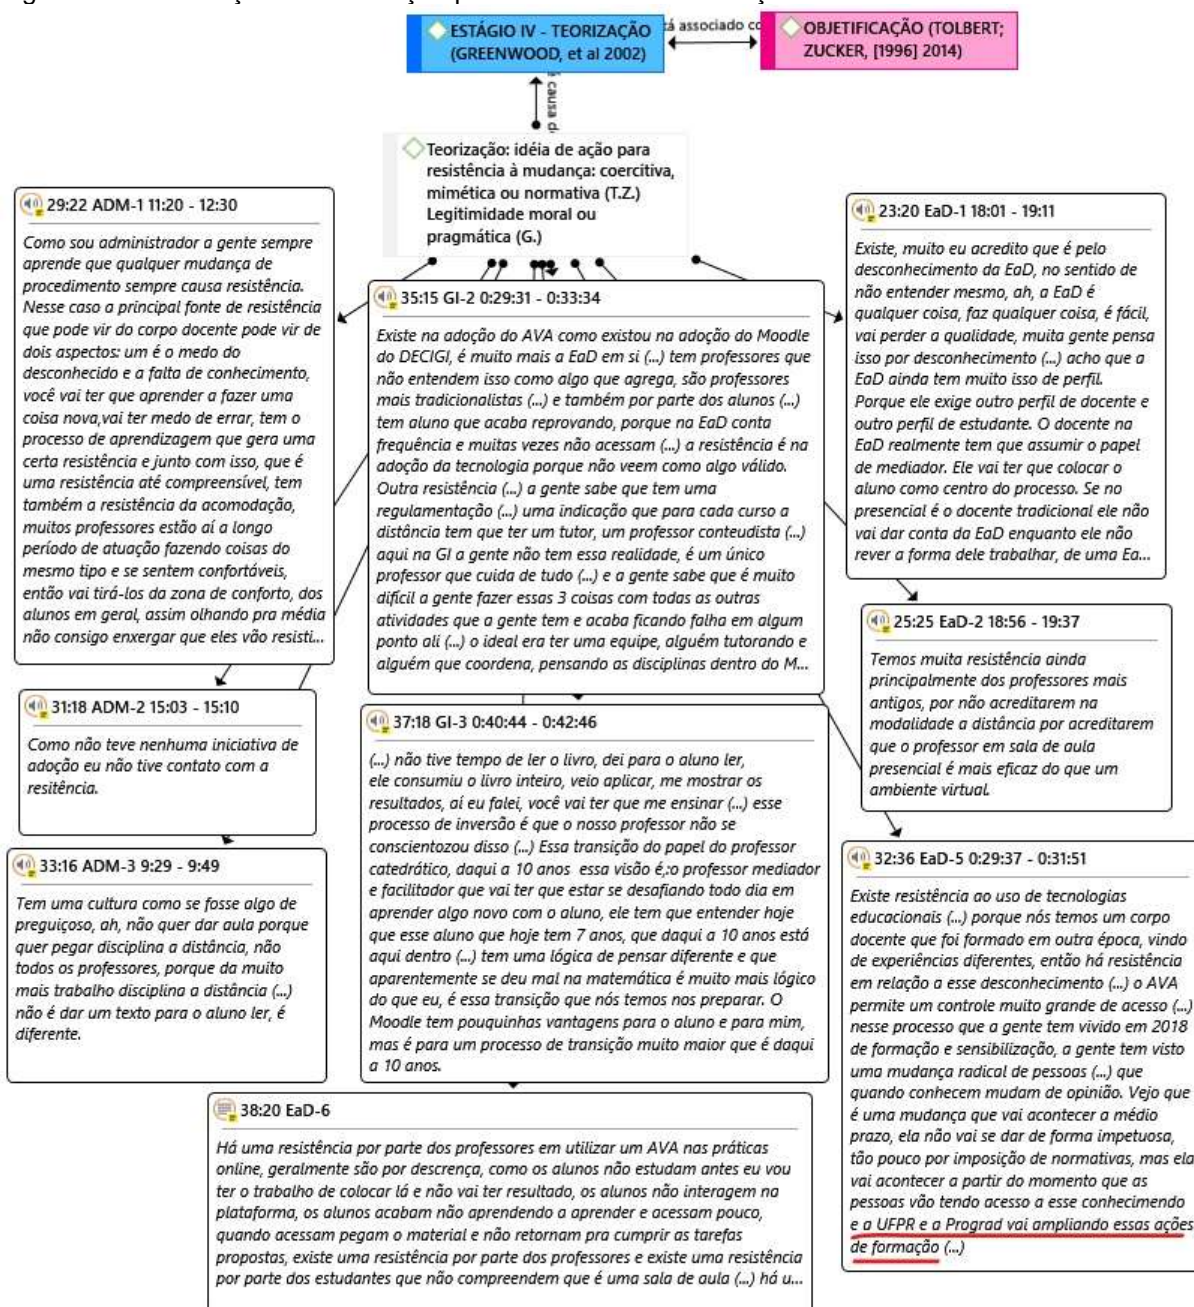 ESTÁGIO IV - TEORIZAÇÃO
(GREENWOOD, et al 2002)
tá associado co
OBJETIFICAÇÃO (TOLBERT;
ZUCKER, [1996] 2014)
causa d
Teorização: idéia de ação para
resistência à mudança: coercitiva,
mimética ou normativa (T.Z.)
Legitimidade moral ou
pragmática (G.)
29:22 ADM-1 11:20 - 12:30
Como sou administrador a gente sempre
aprende que qualquer mudança de
procedimento sempre causa resistência.
Nesse caso a principal fonte de resistência
que pode vir do corpo docente pode vir de
dois aspectos: um é o medo do
desconhecido e a falta de conhecimento,
você vai ter que aprender a fazer uma
coisa nova,vai ter medo de errar, tem o
processo de aprendizagem que gera uma
certa resistência e junto com isso, que é
uma resistência até compreensível, tem
também a resistência da acomodação,
muitos professores estão aí a longo
período de atuação fazendo coisas do
mesmo tipo e se sentem confortáveis,
então vai tirá-los da zona de conforto, dos
alunos em geral, assim olhando pra média
não consigo enxergar que eles vão resisti...
31:18 ADM-2 15:03 - 15:10
Como não teve nenhuma iniciativa de
adoção eu não tive contato com a
resitência.
33:16 ADM-3 9:29 - 9:49
Tem uma cultura como se fosse algo de
preguiçoso, ah, não quer dar aula porque
quer pegar disciplina a distância, não
todos os professores, porque da muito
mais trabalho disciplina a distância (...)
não é dar um texto para o aluno ler, é
diferente.
35:15 GI-2 0:29:31 - 0:33:34
Existe na adoção do AVA como existou na adoção do Moodle
do DECIGI, é muito mais a EaD em si (...) tem professores que
não entendem isso como algo que agrega, são professores
mais tradicionalistas (...) e também por parte dos alunos (...)
tem aluno que acaba reprovando, porque na EaD conta
frequência e muitas vezes não acessam (...) a resistência é na
adoção da tecnologia porque não veem como algo válido.
Outra resistência (...) a gente sabe que tem uma
regulamentação (...) uma indicação que para cada curso a
distância tem que ter um tutor, um professor conteudista (...)
aqui na GI a gente não tem essa realidade, é um único
professor que cuida de tudo (...) e a gente sabe que é muito
difícil a gente fazer essas 3 coisas com todas as outras
atividades que a gente tem e acaba ficando falha em algum
ponto ali (...) o ideal era ter uma equipe, alguém tutorando e
alguém que coordena, pensando as disciplinas dentro do M...
37:18 GI-3 0:40:44 - 0:42:46
(...) não tive tempo de ler o livro, dei para o aluno ler,
ele consumiu o livro inteiro, veio aplicar, me mostrar os
resultados, aí eu falei, você vai ter que me ensinar (...) esse
processo de inversão é que o nosso professor não se
conscientozou disso (...) Essa transição do papel do professor
catedrático, daqui a 10 anos essa visão é,:o professor mediador
e facilitador que vai ter que estar se desafiando todo dia em
aprender algo novo com o aluno, ele tem que entender hoje
que esse aluno que hoje tem 7 anos, que daqui a 10 anos está
aqui dentro (...) tem uma lógica de pensar diferente e que
aparentemente se deu mal na matemática é muito mais lógico
do que eu, é essa transição que nós temos nos preparar. O
Moodle tem pouquinhas vantagens para o aluno e para mim,
mas é para um processo de transição muito maior que é daqui
a 10 anos.
38:20 EaD-6
Há uma resistência por parte dos professores em utilizar um AVA nas práticas
online, geralmente são por descrença, como os alunos não estudam antes eu vou
ter o trabalho de colocar lá e não vai ter resultado, os alunos não interagem na
plataforma, os alunos acabam não aprendendo a aprender e acessam pouco,
quando acessam pegam o material e não retornam pra cumprir as tarefas
propostas, existe uma resistência por parte dos professores e existe uma resistência
por parte dos estudantes que não compreendem que é uma sala de aula (...) há u...
23:20 EaD-1 18:01 - 19:11
Existe, muito eu acredito que é pelo
desconhecimento da EaD, no sentido de
não entender mesmo, ah, a EaD é
qualquer coisa, faz qualquer coisa, é fácil,
vai perder a qualidade, muita gente pensa
isso por desconhecimento (...) acho que a
EaD ainda tem muito isso de perfil.
Porque ele exige outro perfil de docente e
outro perfil de estudante. O docente na
EaD realmente tem que assumir o papel
de mediador. Ele vai ter que colocar o
aluno como centro do processo. Se no
presencial é o docente tradicional ele não
vai dar conta da EaD enquanto ele não
rever a forma dele trabalhar, de uma Ea...
25:25 EaD-2 18:56 - 19:37
Temos muita resistência ainda
principalmente dos professores mais
antigos, por não acreditarem na
modalidade a distância por acreditarem
que o professor em sala de aula
presencial é mais eficaz do que um
ambiente virtual.
32:36 EaD-5 0:29:37 - 0:31:51
Existe resistência ao uso de tecnologias
educacionais (...) porque nós temos um corpo
docente que foi formado em outra época, vindo
de experiências diferentes, então há resistência
em relação a esse desconhecimento (...) o AVA
permite um controle muito grande de acesso (...)
nesse processo que a gente tem vivido em 2018
de formação e sensibilização, a gente tem visto
uma mudança radical de pessoas (...) que
quando conhecem mudam de opinião. Vejo que
é uma mudança que vai acontecer a médio
prazo, ela não vai se dar de forma impetuosa,
tão pouco por imposição de normativas, mas ela
vai acontecer a partir do momento que as
pessoas vão tendo acesso a esse conhecimendo
e a UFPR e a Prograd vai ampliando essas ações
de formação (...)